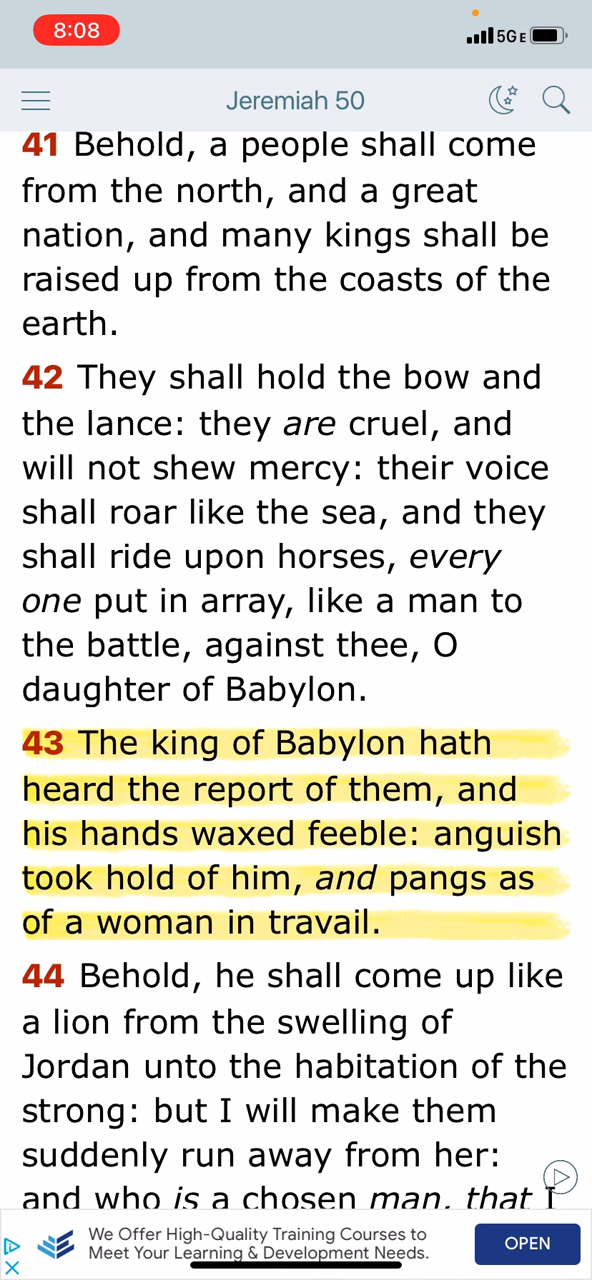 8:08
5G E
Jeremiah 50
41 Behold, a people shall come
from the north, and a great
nation, and many kings shall be
raised up from the coasts of the
earth.
42 They shall hold the bow and
the lance: they are cruel, and
will not shew mercy: their voice
shall roar like the sea, and they
shall ride upon horses, every
one put in array, like a man to
the battle, against thee, O
daughter of Babylon.
43 The king of Babylon hath
heard the report of them, and
his hands waxed feeble: anguish
took hold of him, and pangs as
of a woman in travail.
44 Behold, he shall come up like
a lion from the swelling of
Jordan unto the habitation of the
strong: but I will make them
suddenly run away from her:
and who is a chosen man, that I
We Offer High-Quality Training Courses to
Meet Your Learning & Development Needs.
OPEN